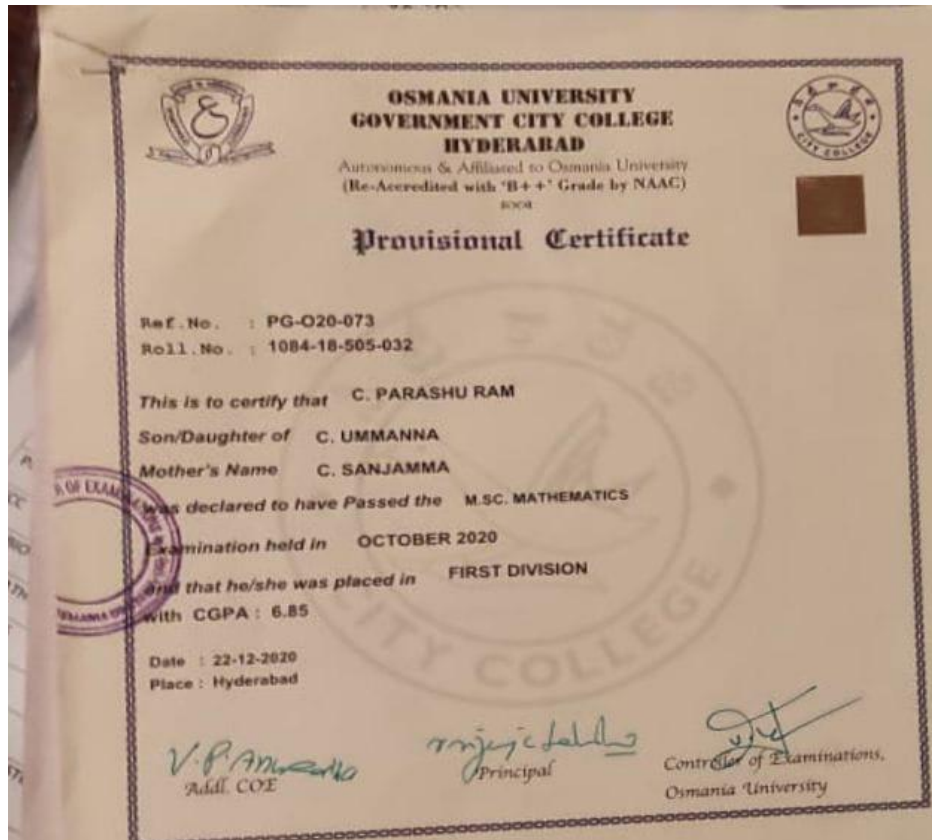 OSMANIA UNIVERSITY
GOVERNMENT CITY COLLEGE
HYDERABAD
Autonomous & Affiliated to Osmania University
(Re-Accredited with 'B++' Grade by NAAC)
Provisional Certificate
Ref.No. : PG-O20-073
Roll.No. : 1084-18-505-032
This is to certify that C. PARASHU RAM
Son/Daughter of C. UMMANNA
Mother's Name C. SANJAMMA
was declared to have Passed the M.SC. MATHEMATICS
Examination held in OCTOBER 2020
and that he/she was placed in FIRST DIVISION
with CGPA : 6.85
Date : 22-12-2020
Place : Hyderabad
Addl. COE
Principal
Controller of Examinations,
Osmania University
CITY COLLEGE
CITY COLLEGE